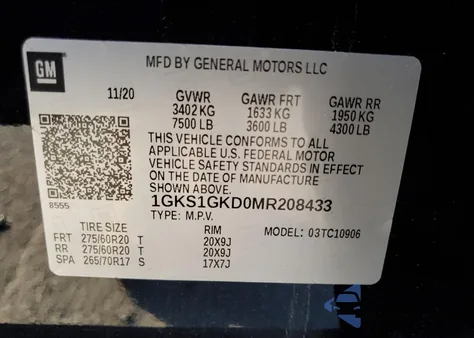 GM
MFD BY GENERAL MOTORS LLC
11/20 GVWR GAWR FRT GAWR RR
3402 KG 1633 KG 1950 KG
7500 LB 3600 LB 4300 LB
THIS VEHICLE CONFORMS TO ALL
APPLICABLE U.S. FEDERAL MOTOR
VEHICLE SAFETY STANDARDS IN EFFECT
ON THE DATE OF MANUFACTURE
SHOWN ABOVE.
8555 1GKS1GKD0MR208433
TYPE: M.P.V. MODEL: 03TC10906
TIRE SIZE RIM
FRT 275/60R20 T 20X9J
RR 275/60R20 T 20X9J
SPA 265/70R17 S 17X7J